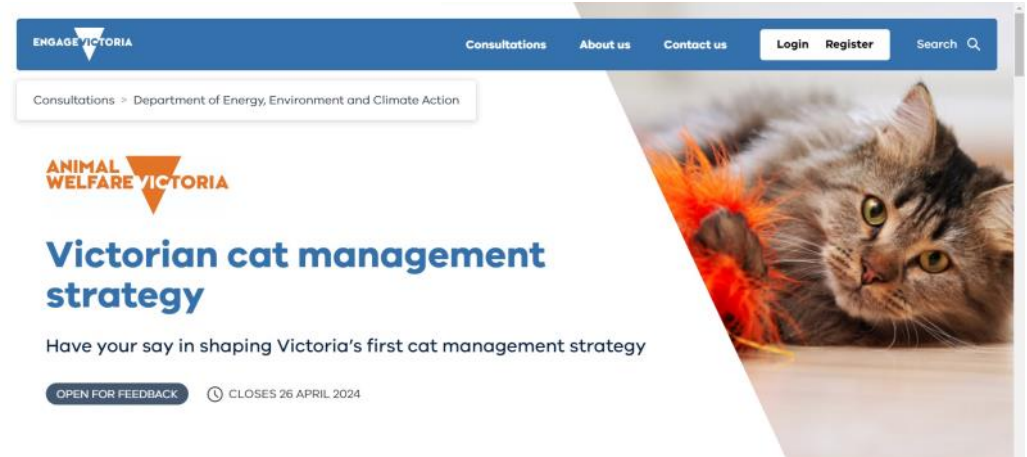 ENGAGE VICTORIA
Consultations About us Contact us Login Register Search
Consultations > Department of Energy, Environment and Climate Action
ANIMAL
WELFARE VICTORIA
Victorian cat management
strategy
Have your say in shaping Victoria's first cat management strategy
OPEN FOR FEEDBACK CLOSES 26 APRIL 2024